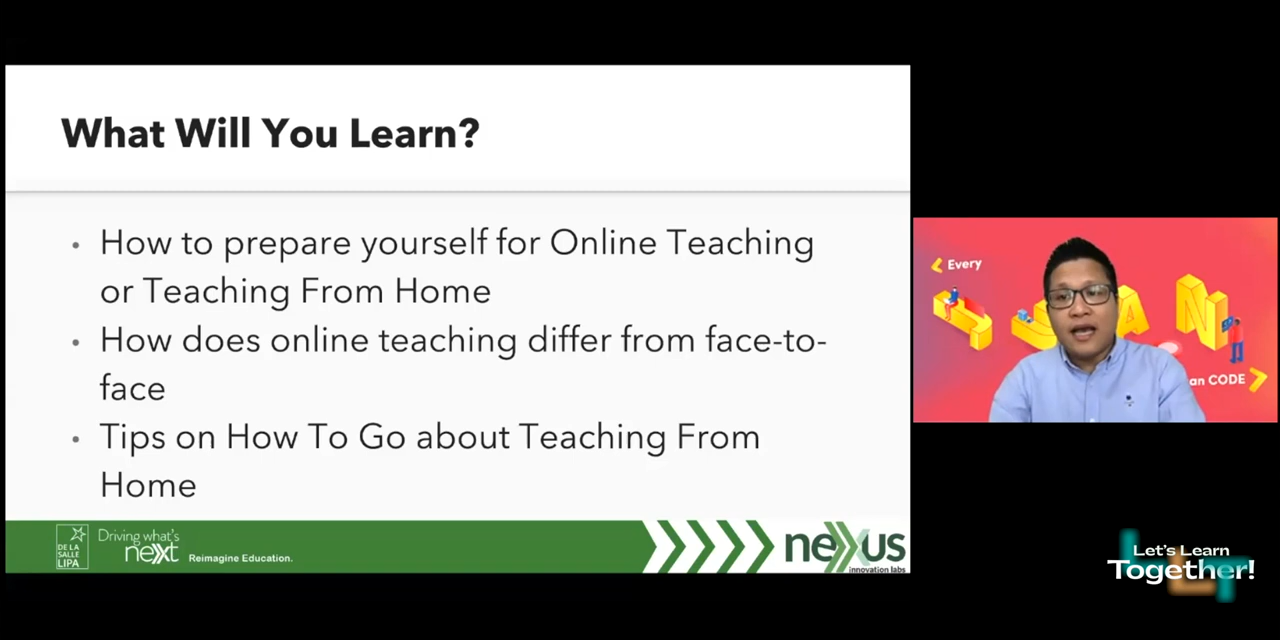 What Will You Learn?
• How to prepare yourself for Online Teaching
or Teaching From Home
• How does online teaching differ from face-to-
face
• Tips on How To Go about Teaching From
Home
DE LA
SALLE
LIPA
Driving what's
next
Reimagine Education.
nexus
innovation labs
Every
an CODE
Let's Learn
Together!